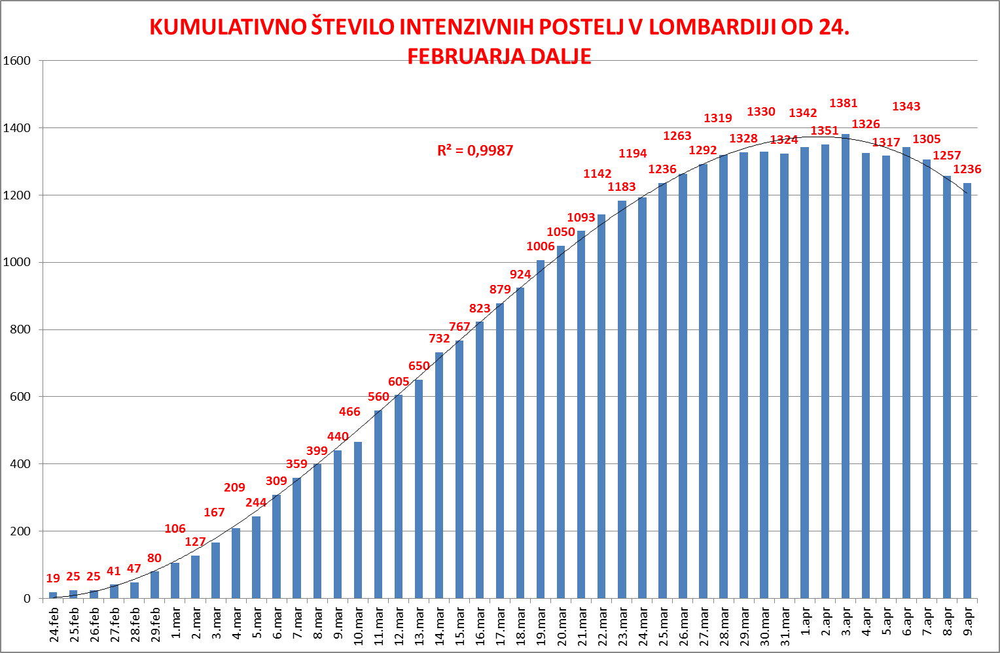 KUMULATIVNO ŠTEVILO INTENZIVNIH POSTELJ V LOMBARDIJI OD 24.
FEBRUARJA DALJE
1600
1400
1200
1000
800
600
400
200
0
R² = 0,9987
19
25
25
41
47
80
106
127
167
209
244
309
359
399
440
466
560
605
650
732
767
823
879
924
1006
1050
1093
1142
1183
1194
1236
1263
1292
1319
1328
1330
1324
1342
1351
1381
1326
1317
1343
1305
1257
1236
24.feb
25.feb
26.feb
27.feb
28.feb
29.feb
1.mar
2.mar
3.mar
4.mar
5.mar
6.mar
7.mar
8.mar
9.mar
10.mar
11.mar
12.mar
13.mar
14.mar
15.mar
16.mar
17.mar
18.mar
19.mar
20.mar
21.mar
22.mar
23.mar
24.mar
25.mar
26.mar
27.mar
28.mar
29.mar
30.mar
31.mar
1.apr
2.apr
3.apr
4.apr
5.apr
6.apr
7.apr
8.apr
9.apr